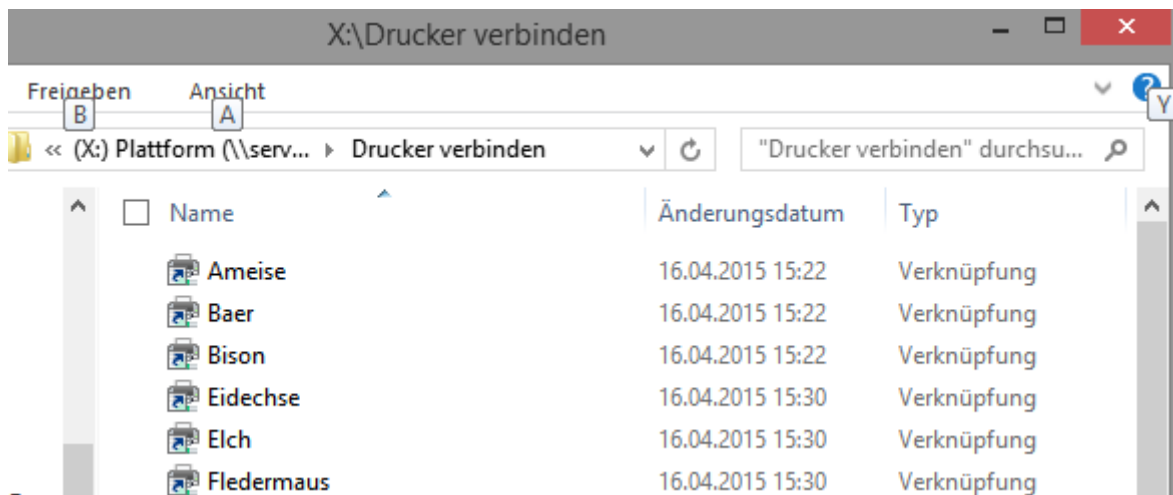 X:\Drucker verbinden
Freigeben Ansicht
B A Y
« (X:) Plattform (\\serv... Drucker verbinden "Drucker verbinden" durchsu...
Name Änderungsdatum Typ
Ameise 16.04.2015 15:22 Verknüpfung
Baer 16.04.2015 15:22 Verknüpfung
Bison 16.04.2015 15:22 Verknüpfung
Eidechse 16.04.2015 15:30 Verknüpfung
Elch 16.04.2015 15:30 Verknüpfung
Fledermaus 16.04.2015 15:30 Verknüpfung